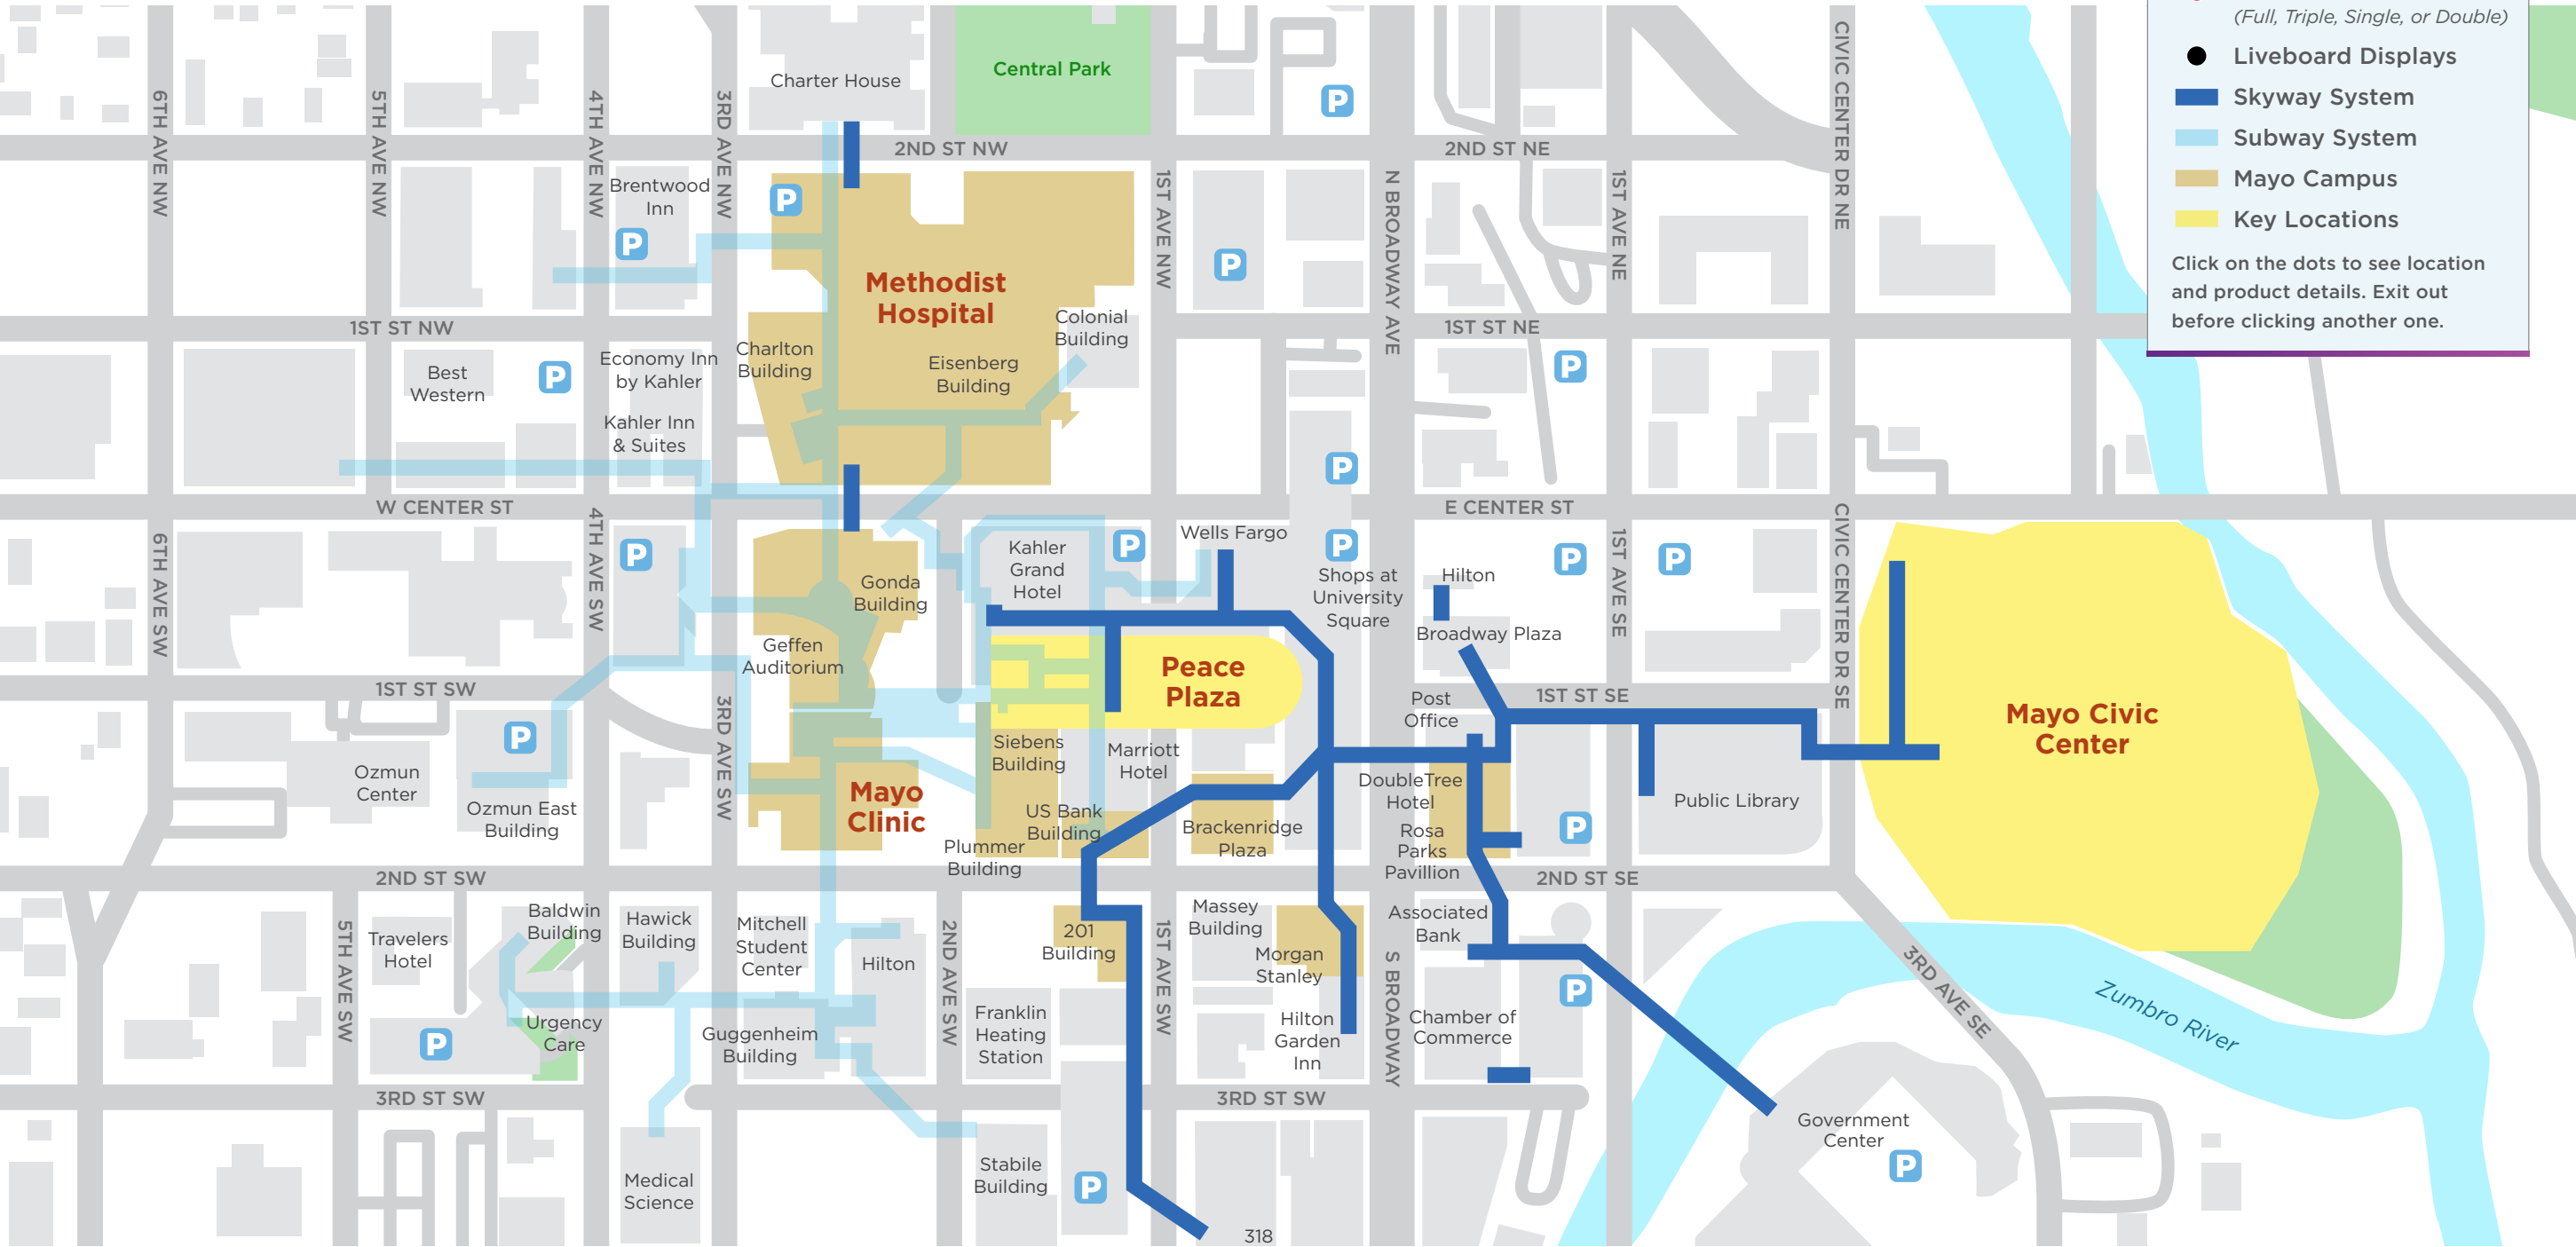 (Full, Triple, Single, or Double)
Liveboard Displays
Skyway System
Subway System
Mayo Campus
Key Locations
Click on the dots to see location
and product details. Exit out
before clicking another one.
Charter House
Central Park
P
6TH AVE NW
5TH AVE NW
4TH AVE NW
3RD AVE NW
CIVIC CENTER DR NE
2ND ST NW
2ND ST NE
Brentwood
Inn
P
P
P
1ST AVE NW
N BROADWAY AVE
1ST AVE NE
Methodist
Hospital
Colonial
Building
1ST ST NW
1ST ST NE
Charlton
Building
Eisenberg
Building
Economy Inn
by Kahler
Best
Western
P
P
Kahler Inn
& Suites
P
W CENTER ST
E CENTER ST
6TH AVE SW
4TH AVE SW
1ST AVE SE
CIVIC CENTER DR SE
P
Kahler
Grand
Hotel
P
Wells Fargo
P
P
P
Gonda
Building
Shops at
University
Square
Hilton
Broadway Plaza
Geffen
Auditorium
Peace
Plaza
1ST ST SW
1ST ST SE
3RD AVE SW
Post
Office
Mayo Civic
Center
P
Siebens
Building
Marriott
Hotel
Ozmun
Center
Ozmun East
Building
Mayo
Clinic
DoubleTree
Hotel
Public Library
US Bank
Building
Brackenridge
Plaza
Rosa
Parks
Pavillion
P
Plummer
Building
2ND ST SW
2ND ST SE
5TH AVE SW
Travelers
Hotel
Baldwin
Building
Hawick
Building
Mitchell
Student
Center
Hilton
2ND AVE SW
201
Building
1ST AVE SW
Massey
Building
Morgan
Stanley
Associated
Bank
S BROADWAY
3RD AVE SE
Zumbro River
P
Urgency
Care
P
Guggenheim
Building
Franklin
Heating
Station
Hilton
Garden
Inn
Chamber of
Commerce
3RD ST SW
3RD ST SW
Government
Center
P
Medical
Science
Stabile
Building
P
318